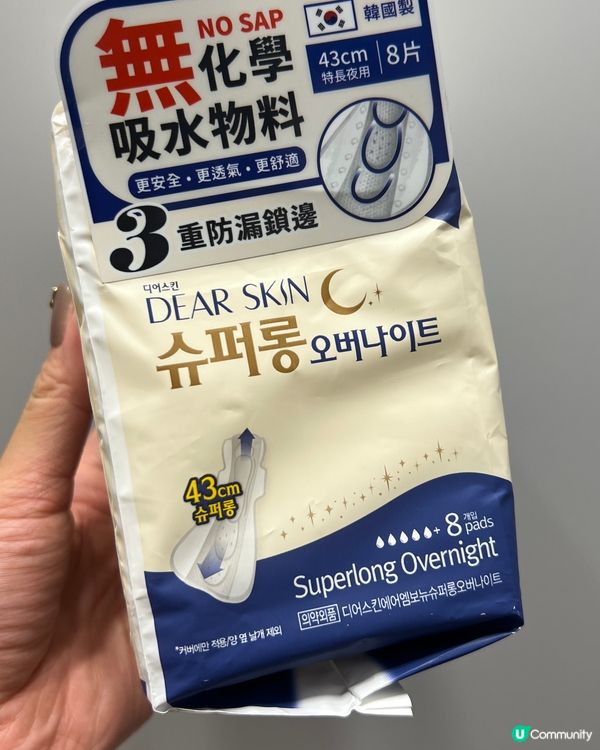 無
NO SAP
化學
吸水物料
更安全・更透氣・更舒適
3重防漏鎖邊
韓國製
43cm
特長夜用
8片
디어스킨
DEAR SKIN
슈퍼롱 오버나이트
43cm
슈퍼롱
+ 8 개입 pads
Superlong Overnight
의약외품 디어스킨에어엠보뉴슈퍼롱오버나이트
*커버에만 적용/양 옆 날개 제외
U Community